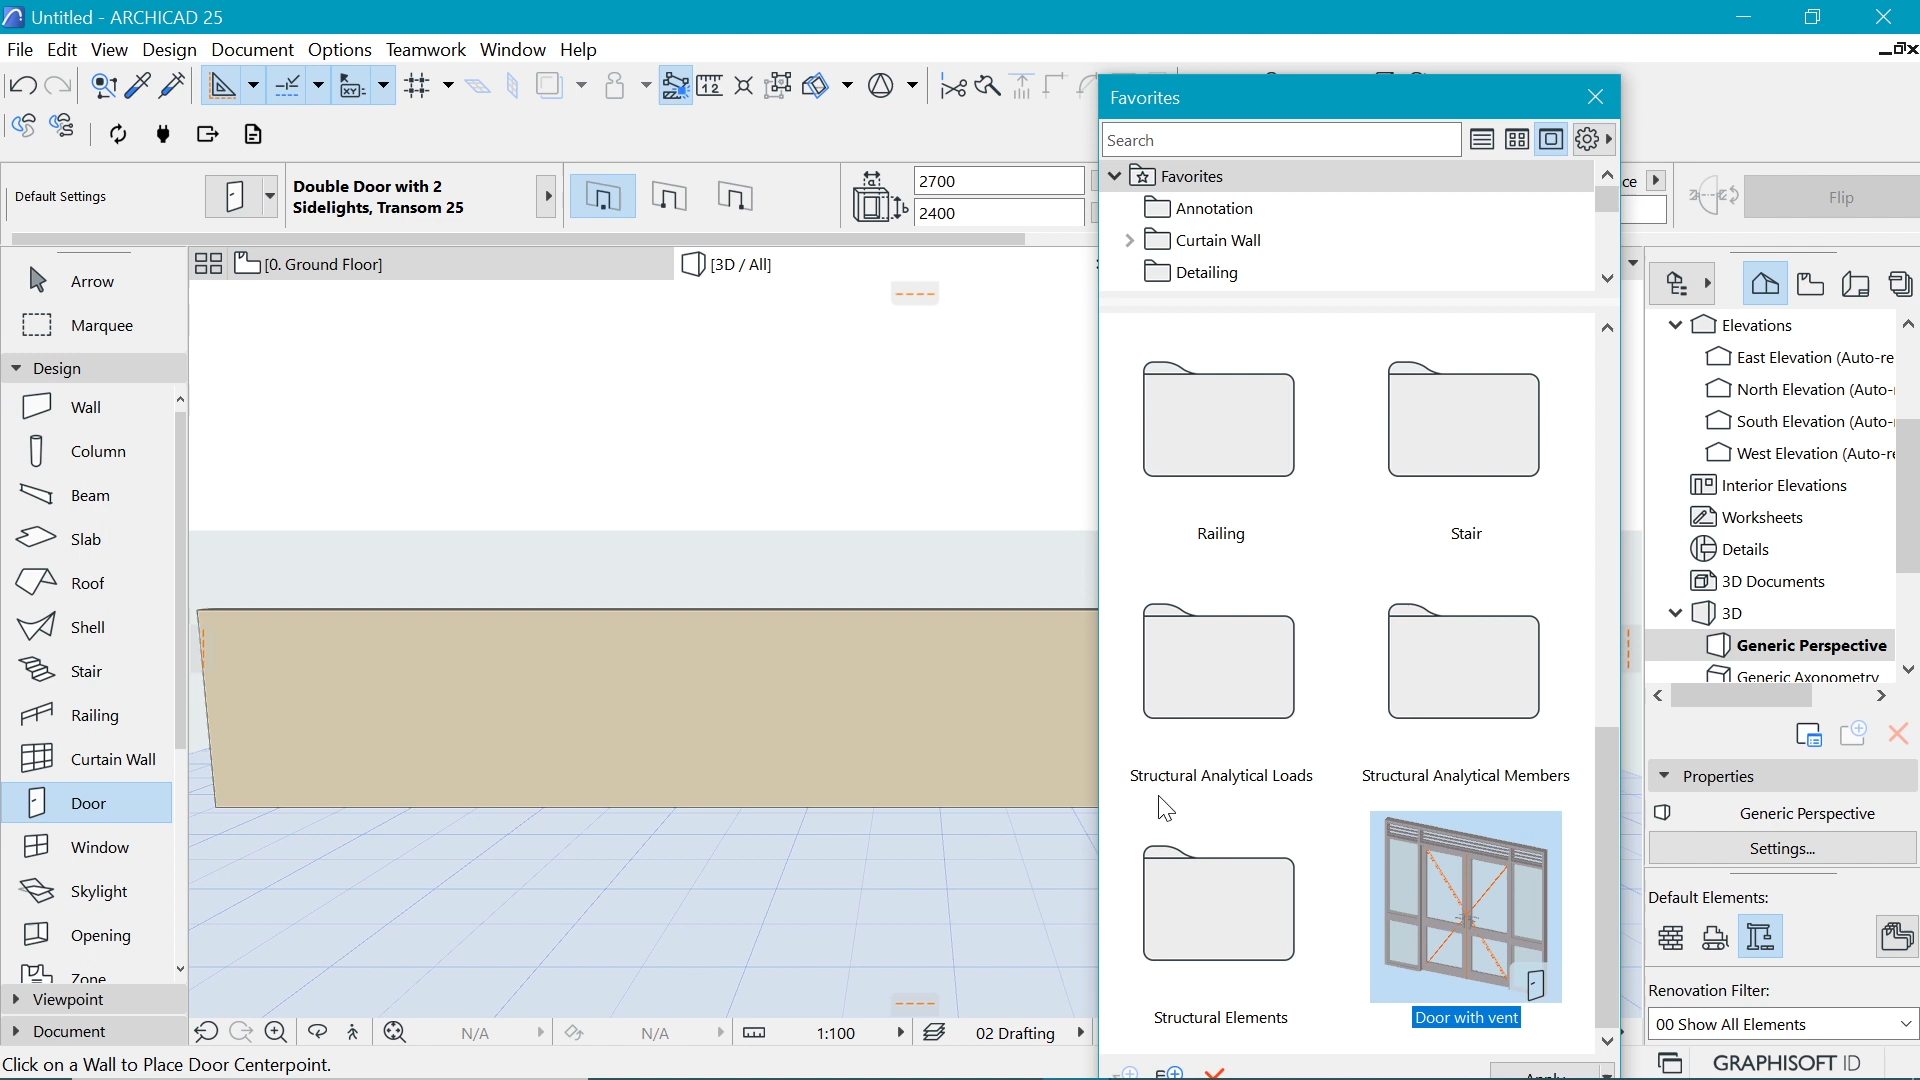 Untitled - ARCHICAD 25
File Edit View Design Document Options Teamwork Window Help
Default Settings
Double Door with 2
Sidelights, Transom 25
2700
2400
ce
Flip
Favorites
Search
Favorites
Annotation
Curtain Wall
Detailing
Railing
Stair
Structural Analytical Loads
Structural Analytical Members
Structural Elements
Door with vent
Apply
[0. Ground Floor]
[3D / All]
Arrow
Marquee
Design
Wall
Column
Beam
Slab
Roof
Shell
Stair
Railing
Curtain Wall
Door
Window
Skylight
Opening
Zone
Viewpoint
Document
Elevations
East Elevation (Auto-re
North Elevation (Auto-
South Elevation (Auto-
West Elevation (Auto-re
Interior Elevations
Worksheets
Details
3D Documents
3D
Generic Perspective
Generic Axonometry
Properties
Generic Perspective
Settings...
Default Elements:
Renovation Filter:
00 Show All Elements
N/A
N/A
1:100
02 Drafting
Click on a Wall to Place Door Centerpoint.
GRAPHISOFT ID